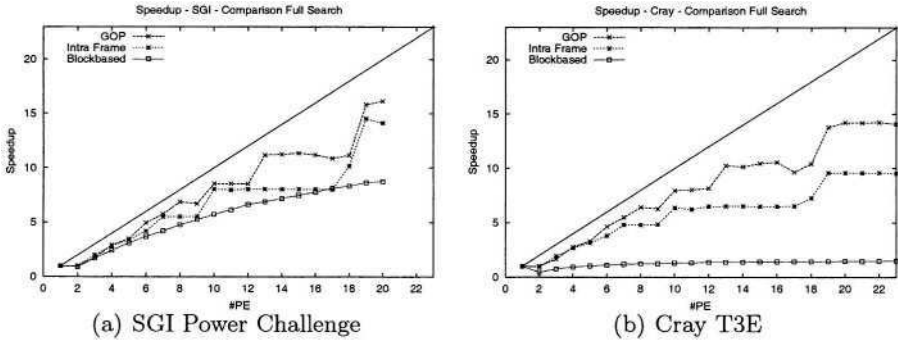 Speedup - SGI - Comparison Full Search
GOP
Intra Frame
Blockbased
Speedup
20
15
10
5
0
0 2 4 6 8 10 12 14 16 18 20 22
#PE
(a) SGI Power Challenge
Speedup - Cray - Comparison Full Search
GOP
Intra Frame
Blockbased
Speedup
20
15
10
5
0
0 2 4 6 8 10 12 14 16 18 20 22
#PE
(b) Cray T3E